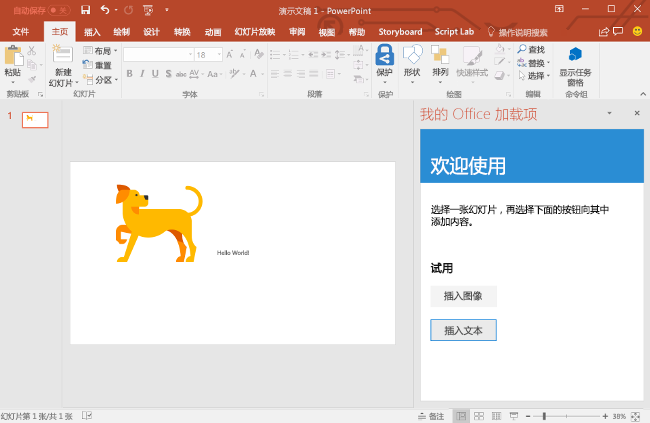 自动保存
演示文稿 1 - PowerPoint
文件 主页 插入 绘制 设计 转换 动画 幻灯片放映 审阅 视图 帮助 Storyboard Script Lab 操作说明搜索
粘贴
新建
幻灯片
布局
重置
分区
18
B I U S abc AV Aa A
保护
形状
排列
快速样式
查找
替换
选择
显示任务
窗格
剪贴板 幻灯片 字体 段落 保护 绘图 编辑 命令组
1
Hello World!
我的 Office 加载项
欢迎使用
选择一张幻灯片，再选择下面的按钮向其中
添加内容。
试用
插入图像
插入文本
幻灯片第 1 张/共 1 张
备注
38%